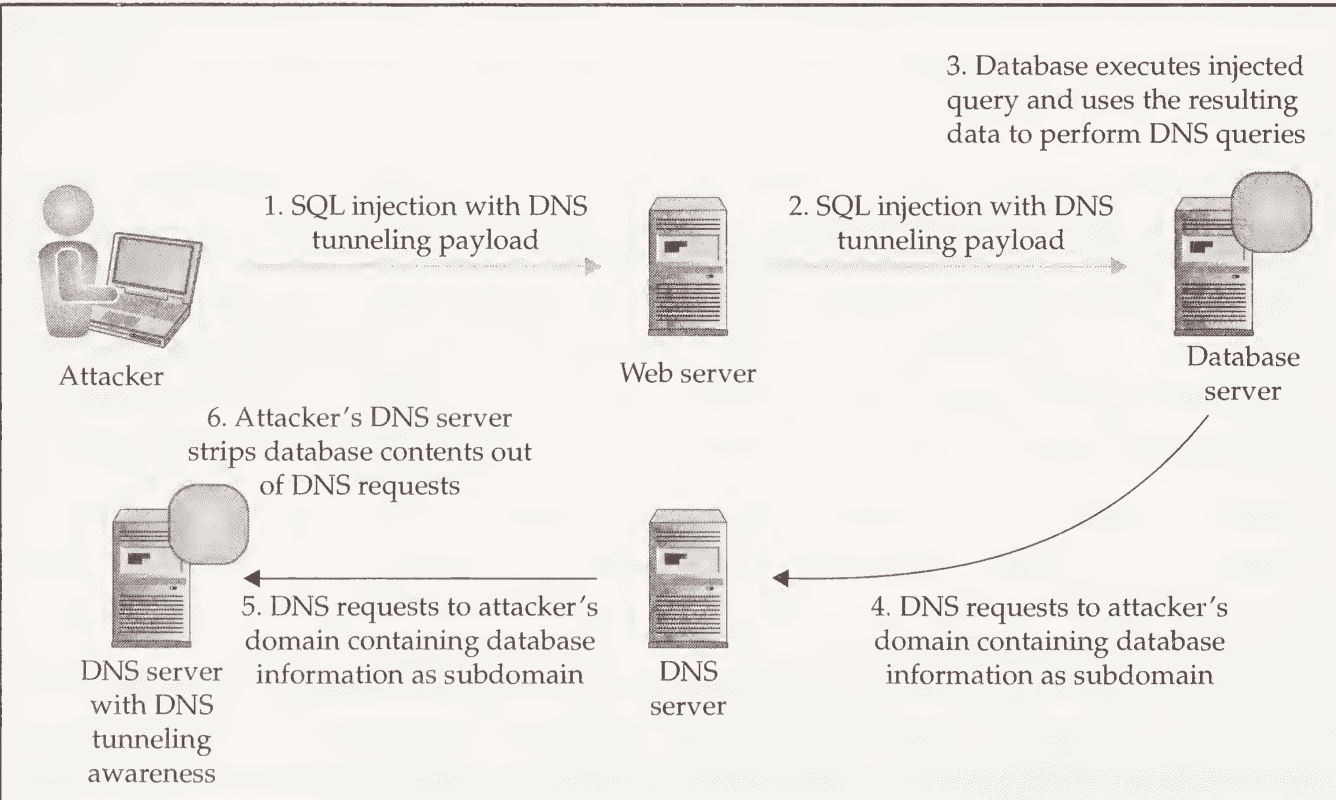 3. Database executes injected
query and uses the resulting
data to perform DNS queries
1. SQL injection with DNS
tunneling payload
2. SQL injection with DNS
tunneling payload
Attacker
Web server
Database
server
6. Attacker's DNS server
strips database contents out
of DNS requests
5. DNS requests to attacker's
domain containing database
information as subdomain
4. DNS requests to attacker's
domain containing database
information as subdomain
DNS server
with DNS
tunneling
awareness
DNS
server